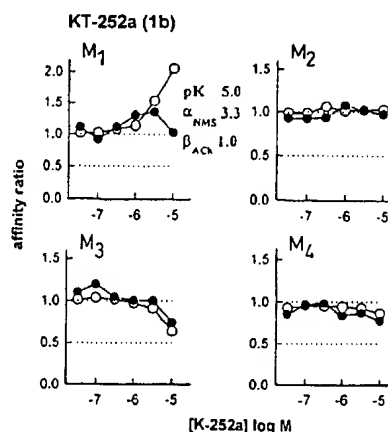 KT-252a (1b)
M1
M2
2.0
1.5
1.0
0.5
0.0
pK 5.0
αNMS 3.3
βACh 1.0
1.5
1.0
0.5
0.0
-7 -6 -5
-7 -6 -5
affinity ratio
M3
M4
1.5
1.0
0.5
0.0
1.5
1.0
0.5
0.0
-7 -6 -5
-7 -6 -5
[K-252a] log M